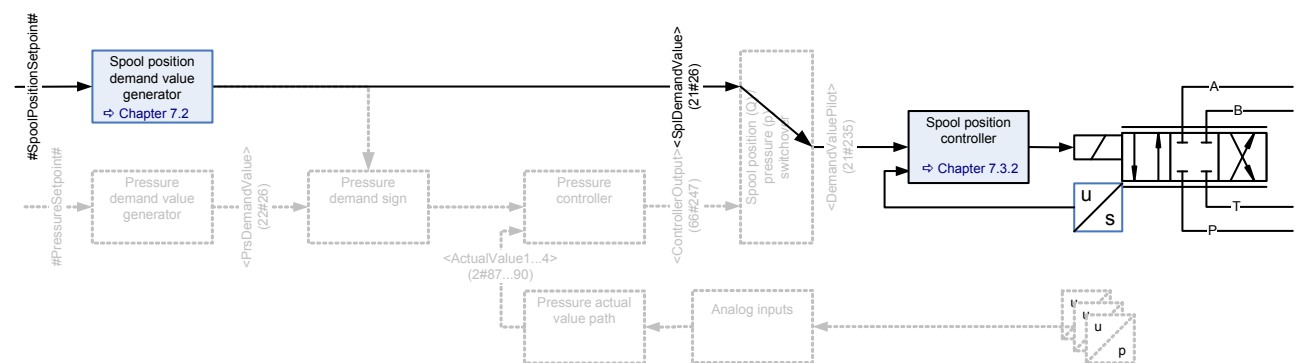 #SpoolPositionSetpoint#
Spool position
demand value
generator
⇨ Chapter 7.2
<SplDemandValue>
(21#26)
Spool position (Q)/
pressure (p)
switchover
<DemandValuePilot>
(21#235)
Spool position
controller
⇨ Chapter 7.3.2
A
B
T
P
u
s
#PressureSetpoint#
Pressure
demand value
generator
<PrsDemandValue>
(22#26)
Pressure
demand sign
Pressure
controller
<ControllerOutput>
(66#247)
<ActualValue1...4>
(2#87...90)
Pressure actual
value path
Analog inputs
u
u
u
p